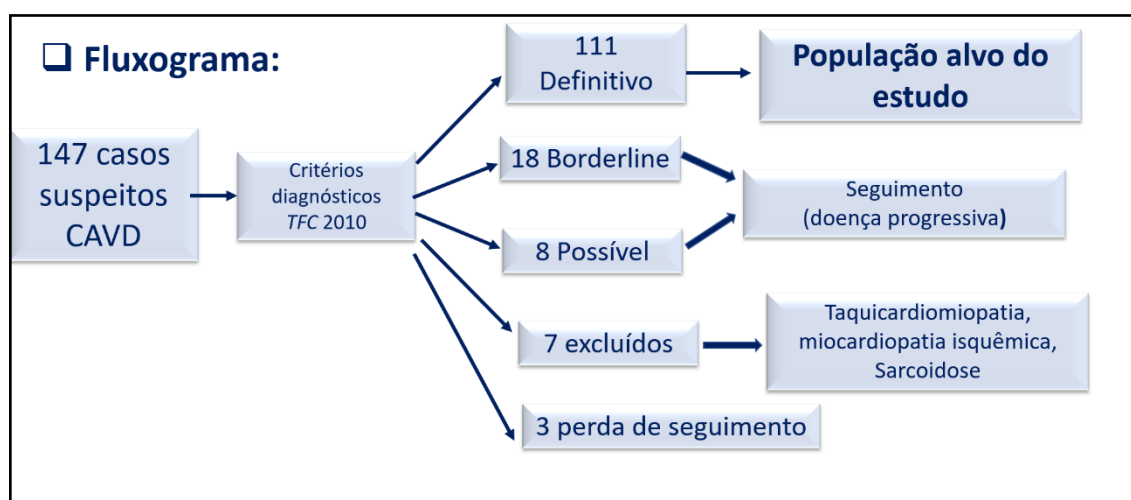 Fluxograma:
147 casos
suspeitos
CAVD
Critérios
diagnósticos
TFC 2010
111
Definitivo
População alvo do
estudo
18 Borderline
8 Possível
Seguimento
(doença progressiva)
7 excluídos
Taquicardiomiopatia,
miocardiopatia isquêmica,
Sarcoidose
3 perda de seguimento